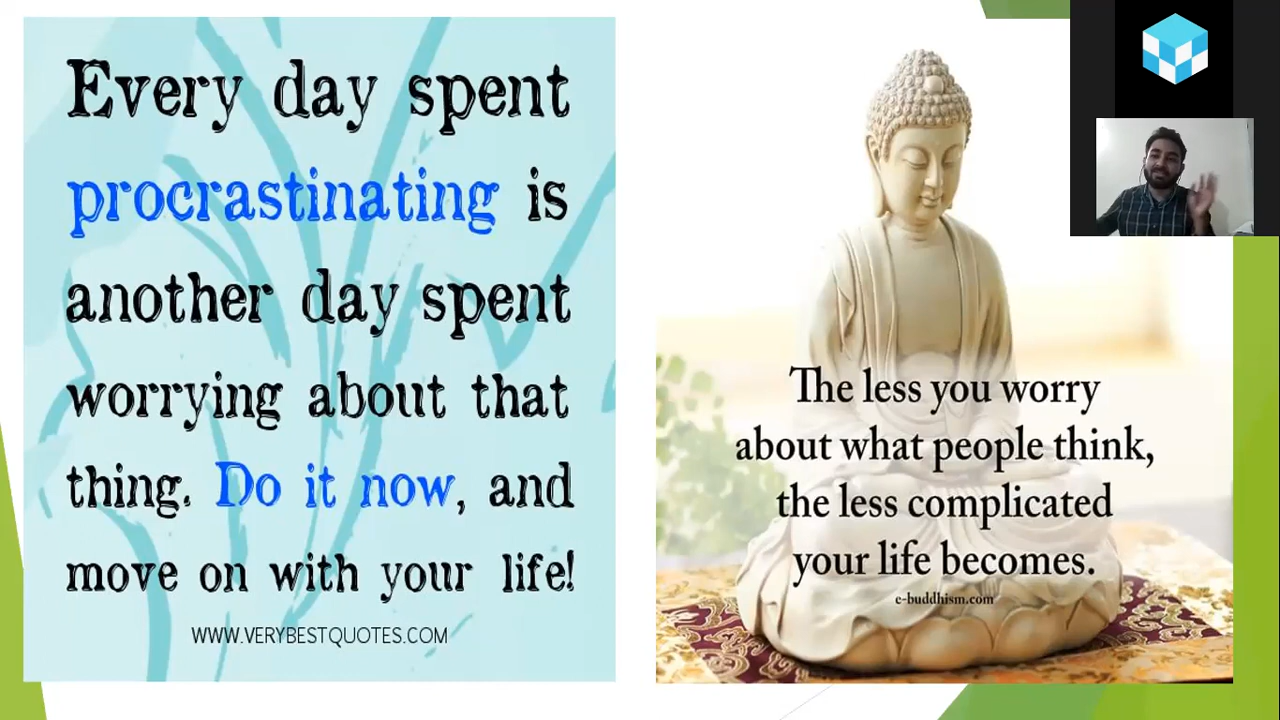 Every day spent
procrastinating is
another day spent
worrying about that
thing. Do it now, and
move on with your life!
WWW.VERYBESTQUOTES.COM
The less you worry
about what people think,
the less complicated
your life becomes.
e-buddhism.com